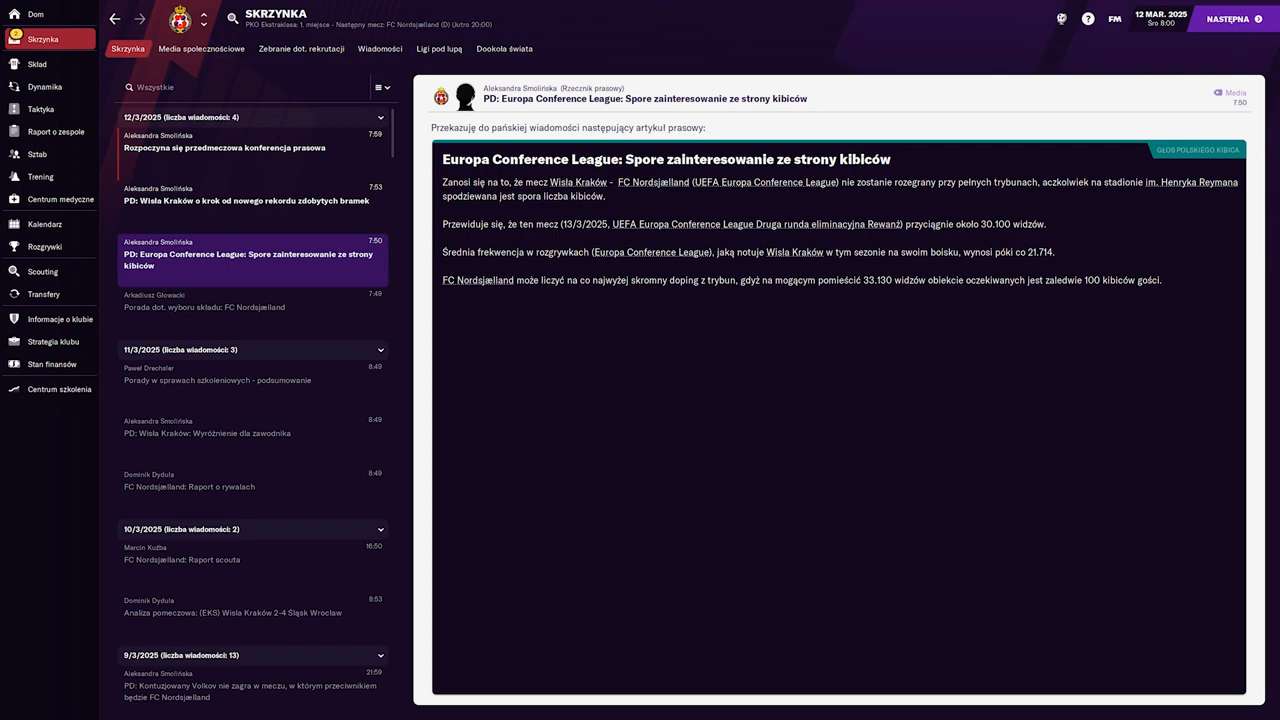 Dom
2
Skrzynka
Skład
Dynamika
Taktyka
Raport o zespole
Sztab
Trening
Centrum medyczne
Kalendarz
Rozgrywki
Scouting
Transfery
Informacje o klubie
Strategia klubu
Stan finansów
Centrum szkolenia
SKRZYNKA
PKO Ekstraklasa: 1. miejsce - Następny mecz: FC Nordsjælland (D) (Jutro 20:00)
FM
12 MAR. 2025
Śro 8:00
NASTĘPNA
Skrzynka
Media społecznościowe
Zebranie dot. rekrutacji
Wiadomości
Ligi pod lupą
Dookoła świata
Wszystkie
12/3/2025 (liczba wiadomości: 4)
Aleksandra Smolińska 7:59
Rozpoczyna się przedmeczowa konferencja prasowa
Aleksandra Smolińska 7:53
PD: Wisła Kraków o krok od nowego rekordu zdobytych bramek
Aleksandra Smolińska 7:50
PD: Europa Conference League: Spore zainteresowanie ze strony
kibiców
Arkadiusz Głowacki 7:49
Porada dot. wyboru składu: FC Nordsjælland
11/3/2025 (liczba wiadomości: 3)
Paweł Drechsler 8:49
Porady w sprawach szkoleniowych - podsumowanie
Aleksandra Smolińska 8:49
PD: Wisła Kraków: Wyróżnienie dla zawodnika
Dominik Dyduła 8:49
FC Nordsjælland: Raport o rywalach
10/3/2025 (liczba wiadomości: 2)
Marcin Kuźba 16:50
FC Nordsjælland: Raport scouta
Dominik Dyduła 8:53
Analiza pomeczowa: (EKS) Wisła Kraków 2-4 Śląsk Wrocław
9/3/2025 (liczba wiadomości: 13)
Aleksandra Smolińska 21:59
PD: Kontuzjowany Volkov nie zagra w meczu, w którym przeciwnikiem
będzie FC Nordsjælland
Aleksandra Smolińska (Rzecznik prasowy)
PD: Europa Conference League: Spore zainteresowanie ze strony kibiców
Media
7:50
Przekazuję do pańskiej wiadomości następujący artykuł prasowy:
GŁOS POLSKIEGO KIBICA
Europa Conference League: Spore zainteresowanie ze strony kibiców
Zanosi się na to, że mecz Wisła Kraków - FC Nordsjælland (UEFA Europa Conference League) nie zostanie rozegrany przy pełnych trybunach, aczkolwiek na stadionie im. Henryka Reymana
spodziewana jest spora liczba kibiców.
Przewiduje się, że ten mecz (13/3/2025, UEFA Europa Conference League Druga runda eliminacyjna Rewanż) przyciągnie około 30.100 widzów.
Średnia frekwencja w rozgrywkach (Europa Conference League), jaką notuje Wisła Kraków w tym sezonie na swoim boisku, wynosi póki co 21.714.
FC Nordsjælland może liczyć na co najwyżej skromny doping z trybun, gdyż na mogącym pomieścić 33.130 widzów obiekcie oczekiwanych jest zaledwie 100 kibiców gości.